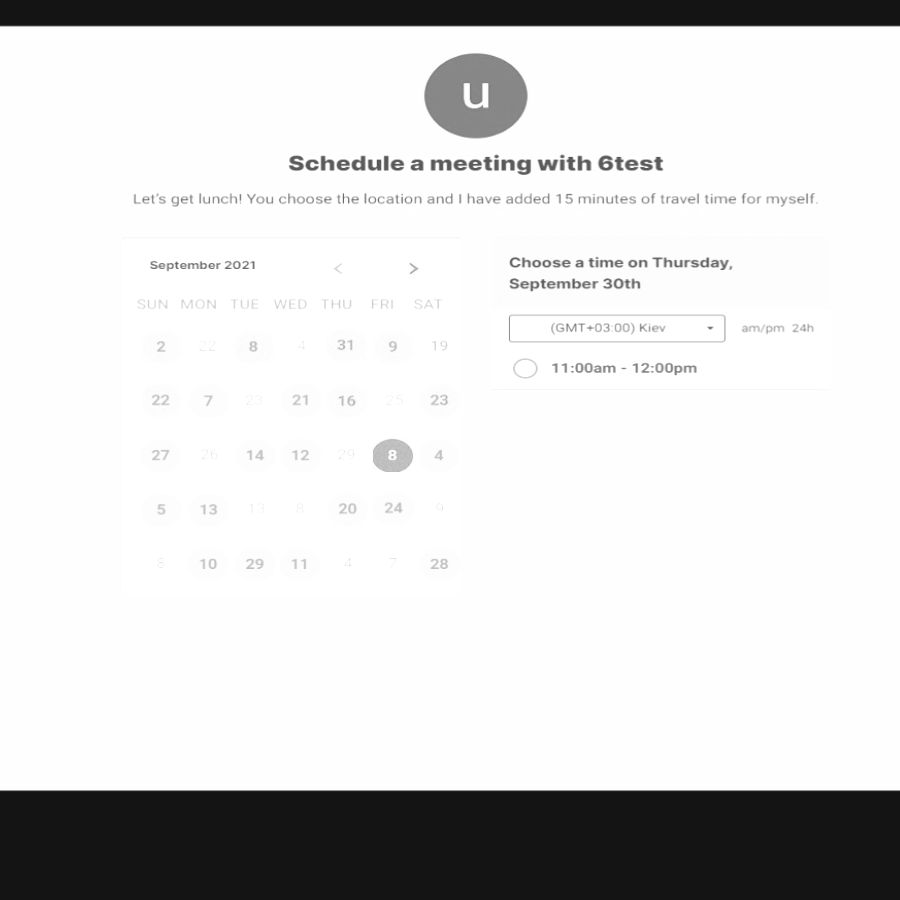 u
Schedule a meeting with 6test
Let's get lunch! You choose the location and I have added 15 minutes of travel time for myself.
September 2021 < >
SUN MON TUE WED THU FRI SAT
2 22 8 4 31 9 19
22 7 23 21 16 25 23
27 26 14 12 29 8 4
5 13 13 8 20 24 9
8 10 29 11 4 7 28
Choose a time on Thursday,
September 30th
(GMT+03:00) Kiev am/pm 24h
11:00am - 12:00pm